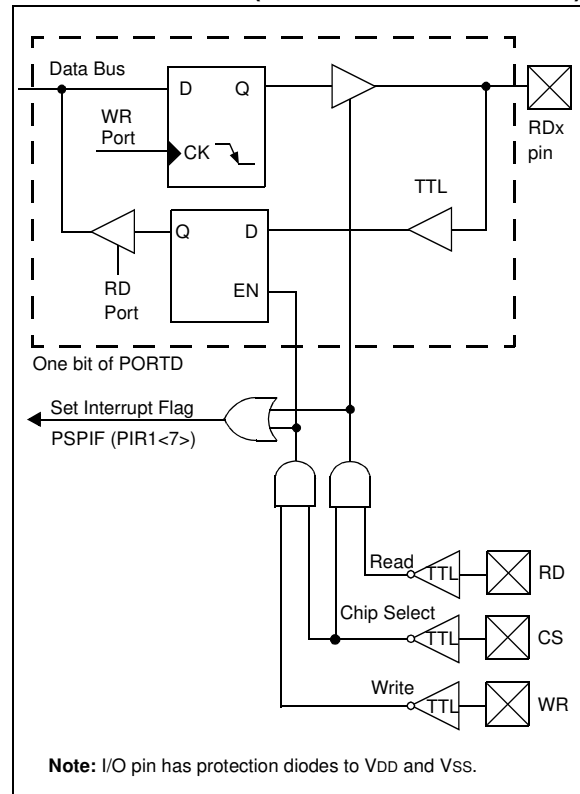 Data Bus
D Q
WR
Port
CK
RDx
pin
TTL
Q D
EN
RD
Port
One bit of PORTD
Set Interrupt Flag
PSPIF (PIR1<7>)
Read
TTL
RD
Chip Select
TTL
CS
Write
TTL
WR
Note: I/O pin has protection diodes to VDD and VSS.